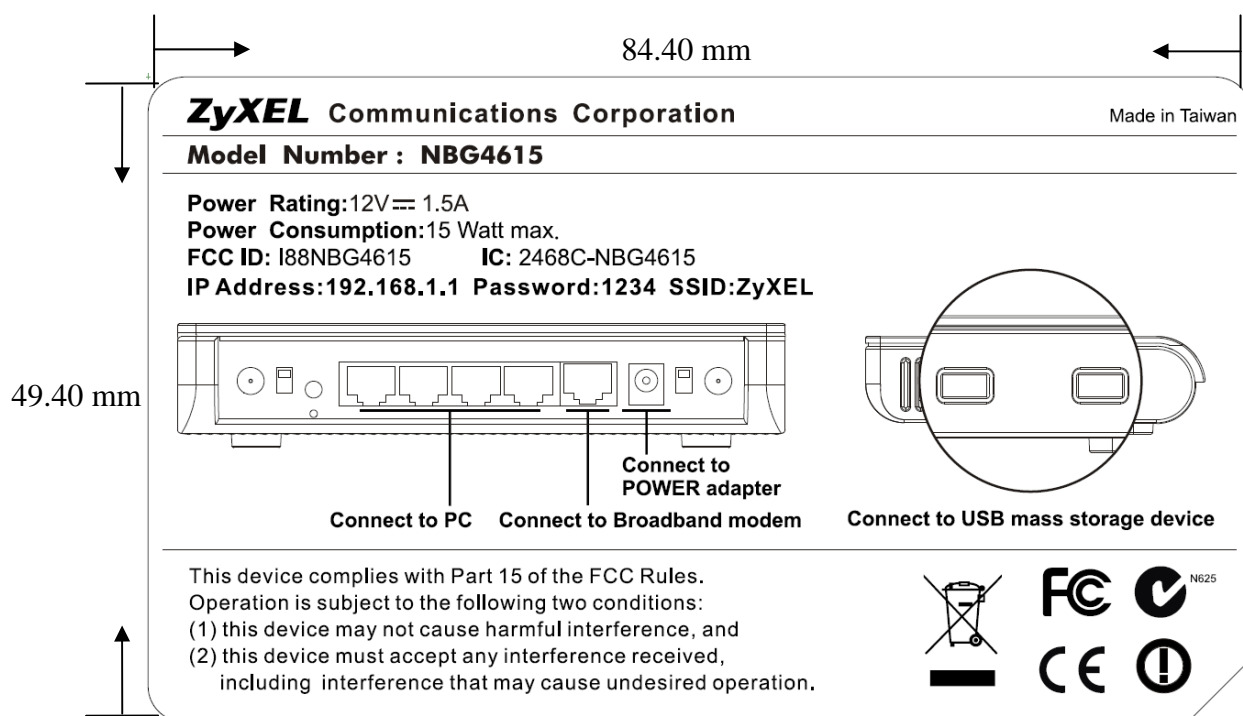 84.40 mm
ZyXEL Communications Corporation
Made in Taiwan
Model Number : NBG4615
Power Rating:12V⎓ 1.5A
Power Consumption:15 Watt max.
FCC ID: I88NBG4615 IC: 2468C-NBG4615
IP Address:192.168.1.1 Password:1234 SSID:ZyXEL
49.40 mm
Connect to
POWER adapter
Connect to PC
Connect to Broadband modem
Connect to USB mass storage device
This device complies with Part 15 of the FCC Rules.
Operation is subject to the following two conditions:
(1) this device may not cause harmful interference, and
(2) this device must accept any interference received,
including interference that may cause undesired operation.
FC
N625
CE